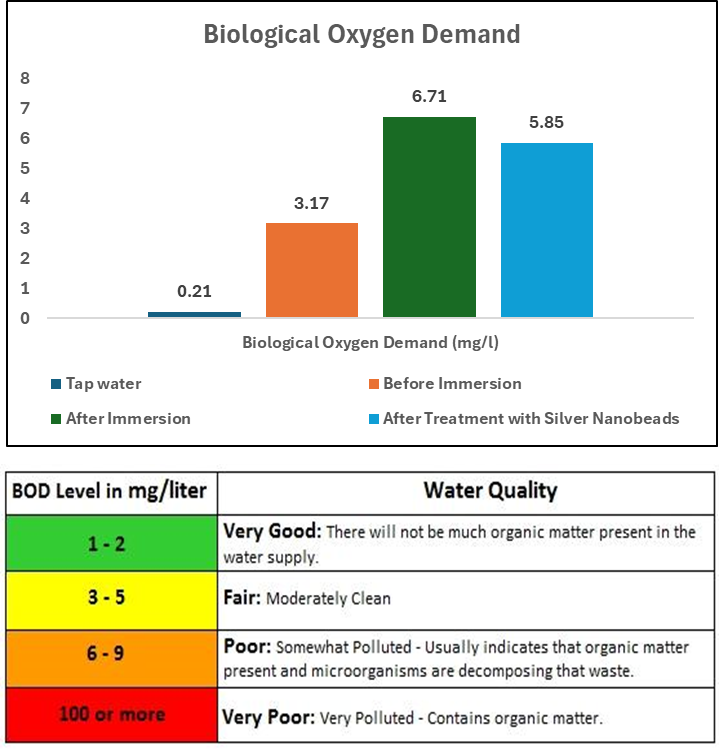 Biological Oxygen Demand
8
7
6
5
4
3
2
1
0
0.21
3.17
6.71
5.85
Biological Oxygen Demand (mg/l)
Tap water
Before Immersion
After Immersion
After Treatment with Silver Nanobeads
BOD Level in mg/liter
Water Quality
1 - 2
Very Good: There will not be much organic matter present in the
water supply.
3 - 5
Fair: Moderately Clean
6 - 9
Poor: Somewhat Polluted - Usually indicates that organic matter
present and microorganisms are decomposing that waste.
100 or more
Very Poor: Very Polluted - Contains organic matter.